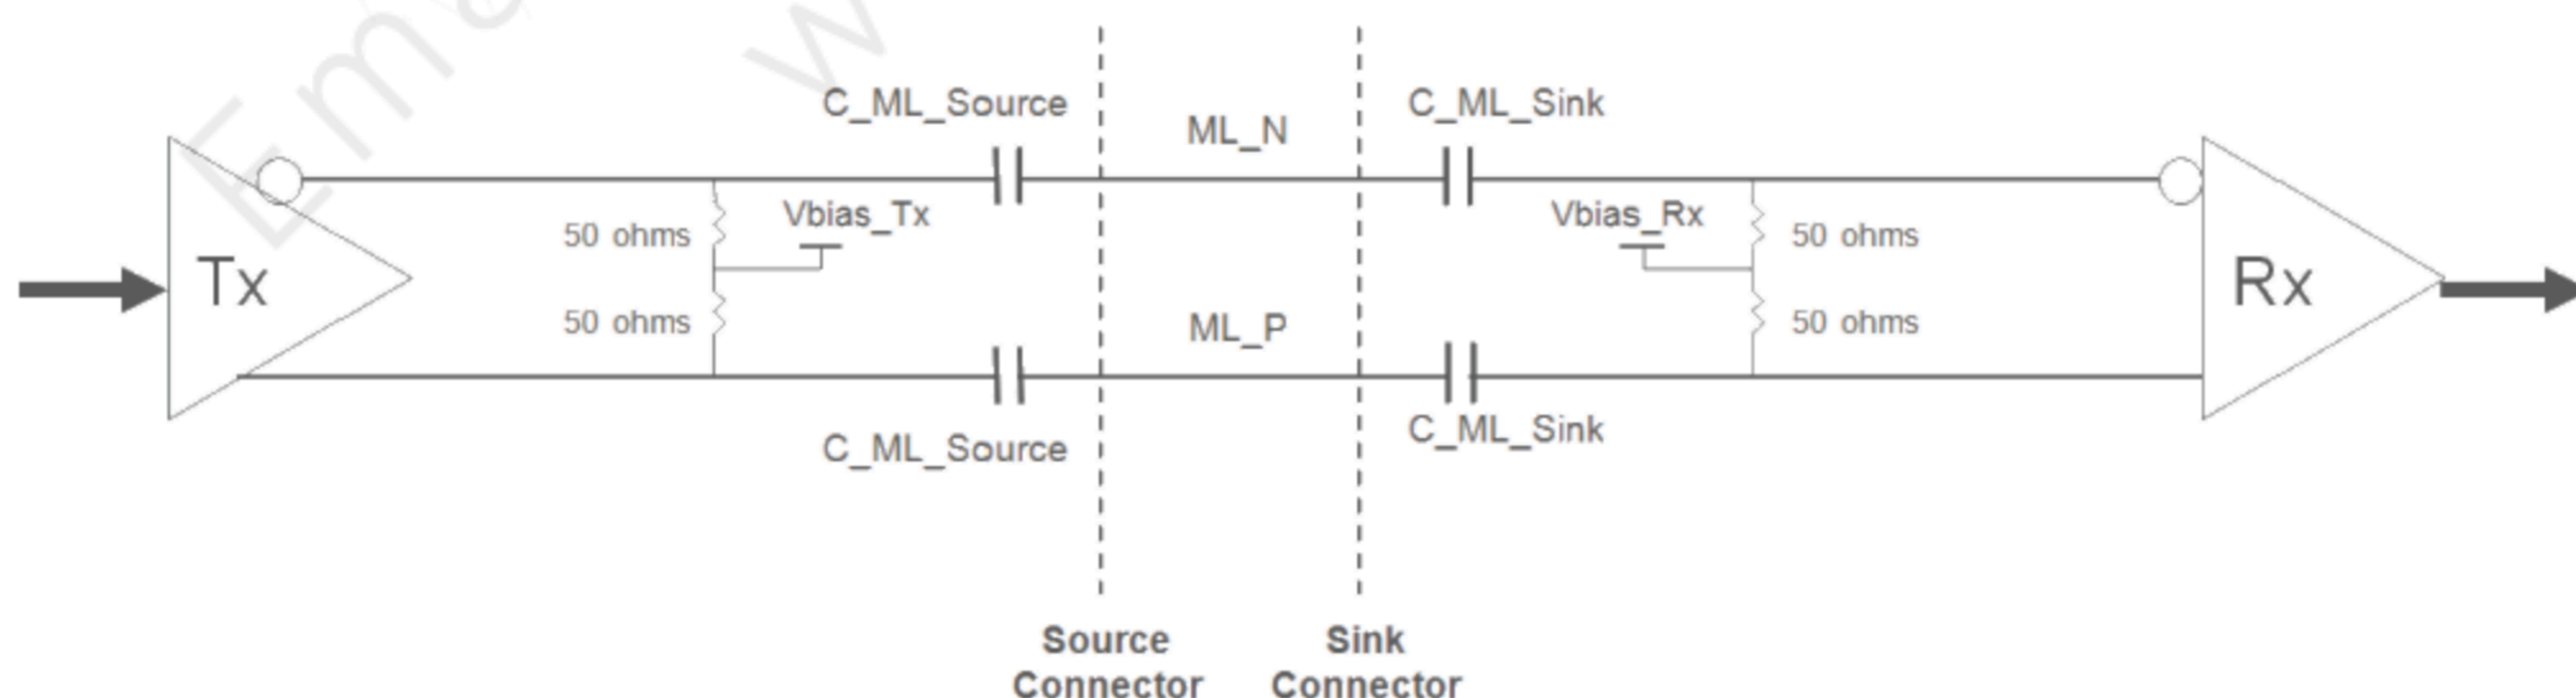 Ema
w
C_ML_Source
C_ML_Sink
ML_N
Vbias_Tx
Vbias_Rx
50 ohms
50 ohms
Tx
Rx
50 ohms
50 ohms
ML_P
C_ML_Source
C_ML_Sink
Source
Connector
Sink
Connector